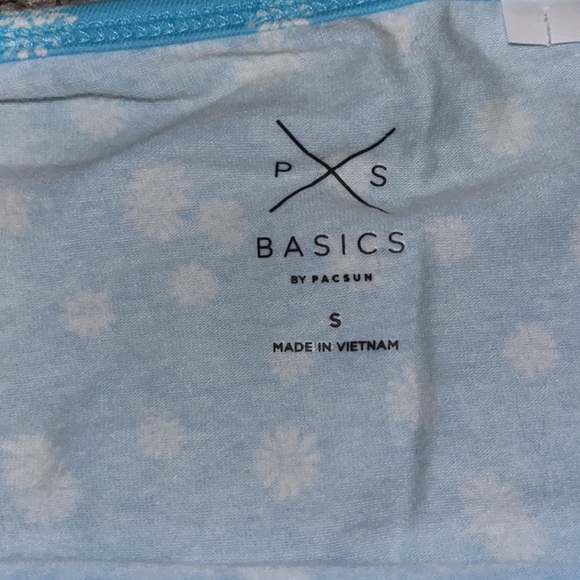 P S
BASICS
BY PACSUN
S
MADE IN VIETNAM